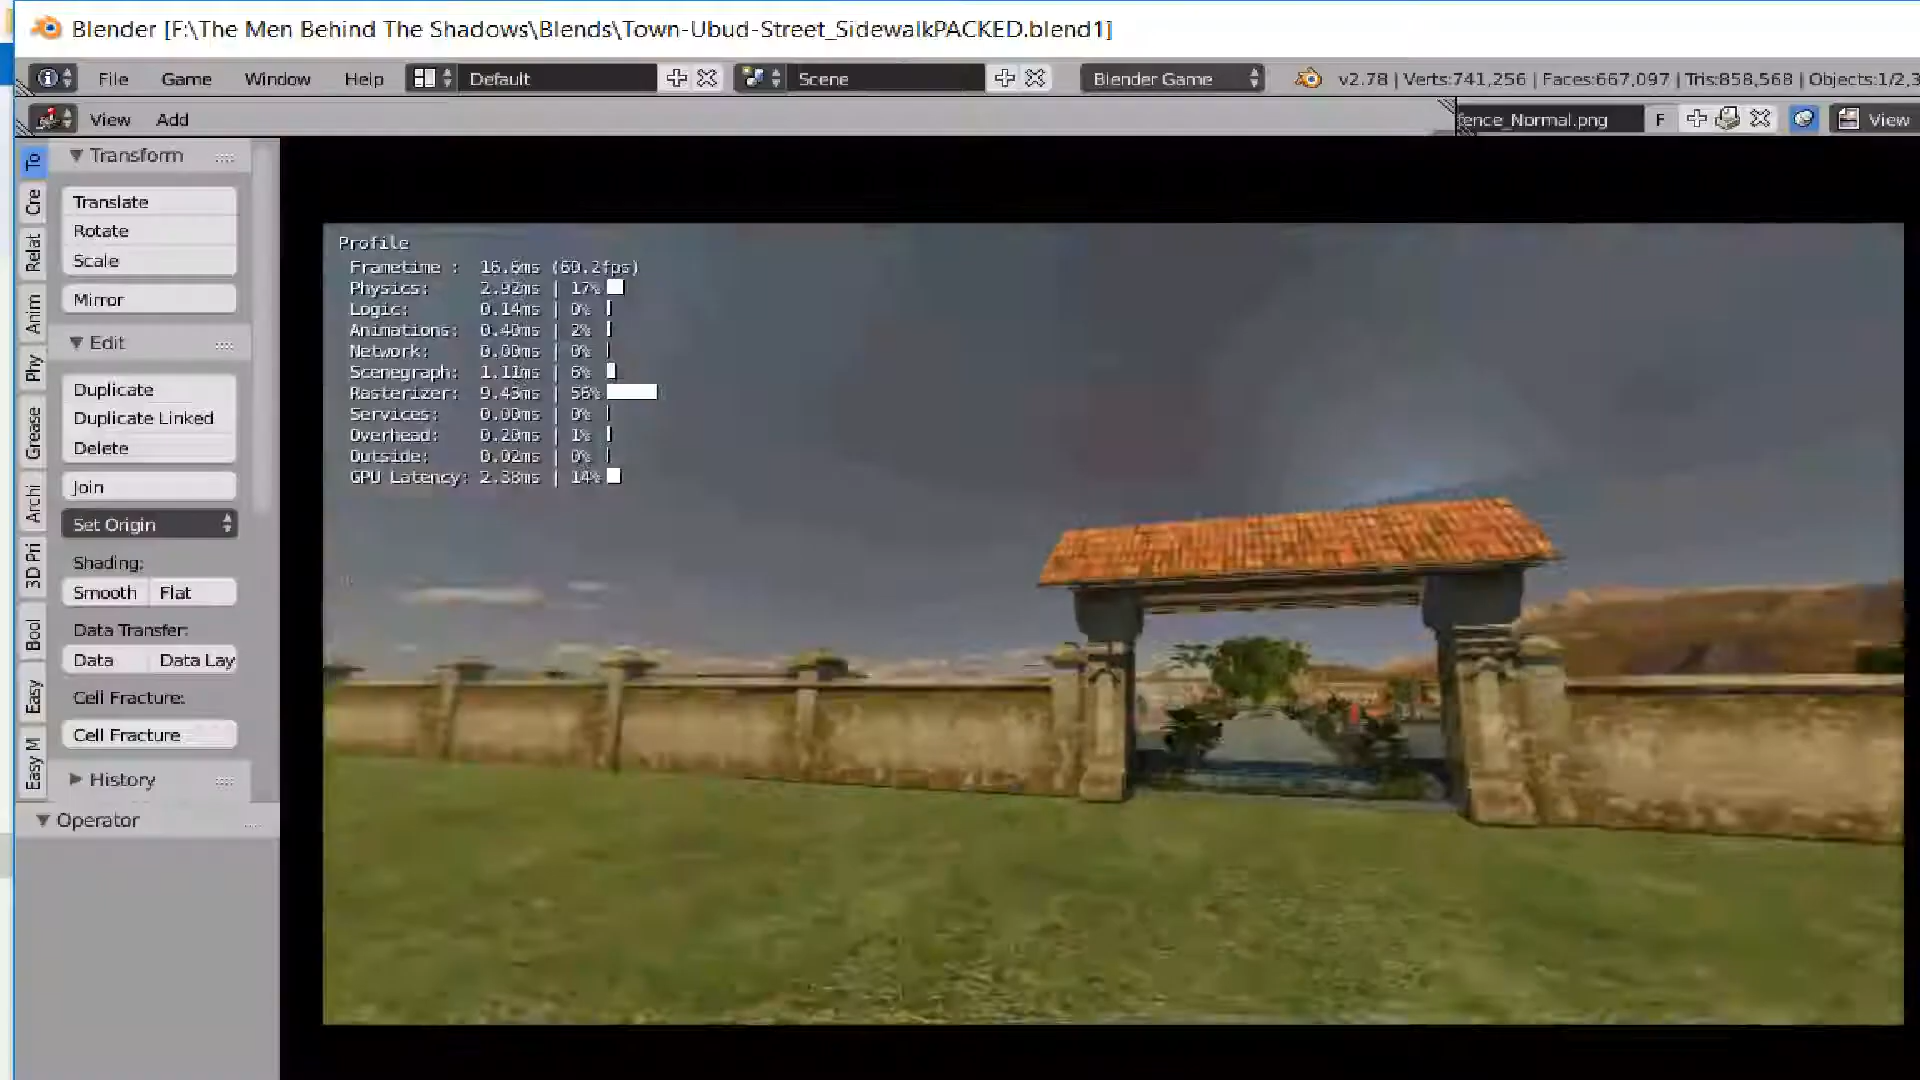 Blender [F:\The Men Behind The Shadows\Blends\Town-Ubud-Street_SidewalkPACKED.blend1]
File Game Window Help Default Scene Blender Game v2.78 | Verts:741,256 | Faces:667,097 | Tris:858,568 | Objects:1/2,3
View Add fence_Normal.png F View
To
Cre
Relat
Anim
Phy
Grease
Archi
3D Pri
Bool
Easy
Easy M
Transform
Translate
Rotate
Scale
Mirror
Edit
Duplicate
Duplicate Linked
Delete
Join
Set Origin
Shading:
Smooth Flat
Data Transfer:
Data Data Lay
Cell Fracture:
Cell Fracture
History
Operator
Profile
Frametime : 16.6ms (60.2fps)
Physics: 2.92ms | 17%
Logic: 0.14ms | 0%
Animations: 0.40ms | 2%
Network: 0.00ms | 0%
Scenegraph: 1.11ms | 6%
Rasterizer: 9.43ms | 56%
Services: 0.00ms | 0%
Overhead: 0.20ms | 1%
Outside: 0.02ms | 0%
GPU Latency: 2.38ms | 14%